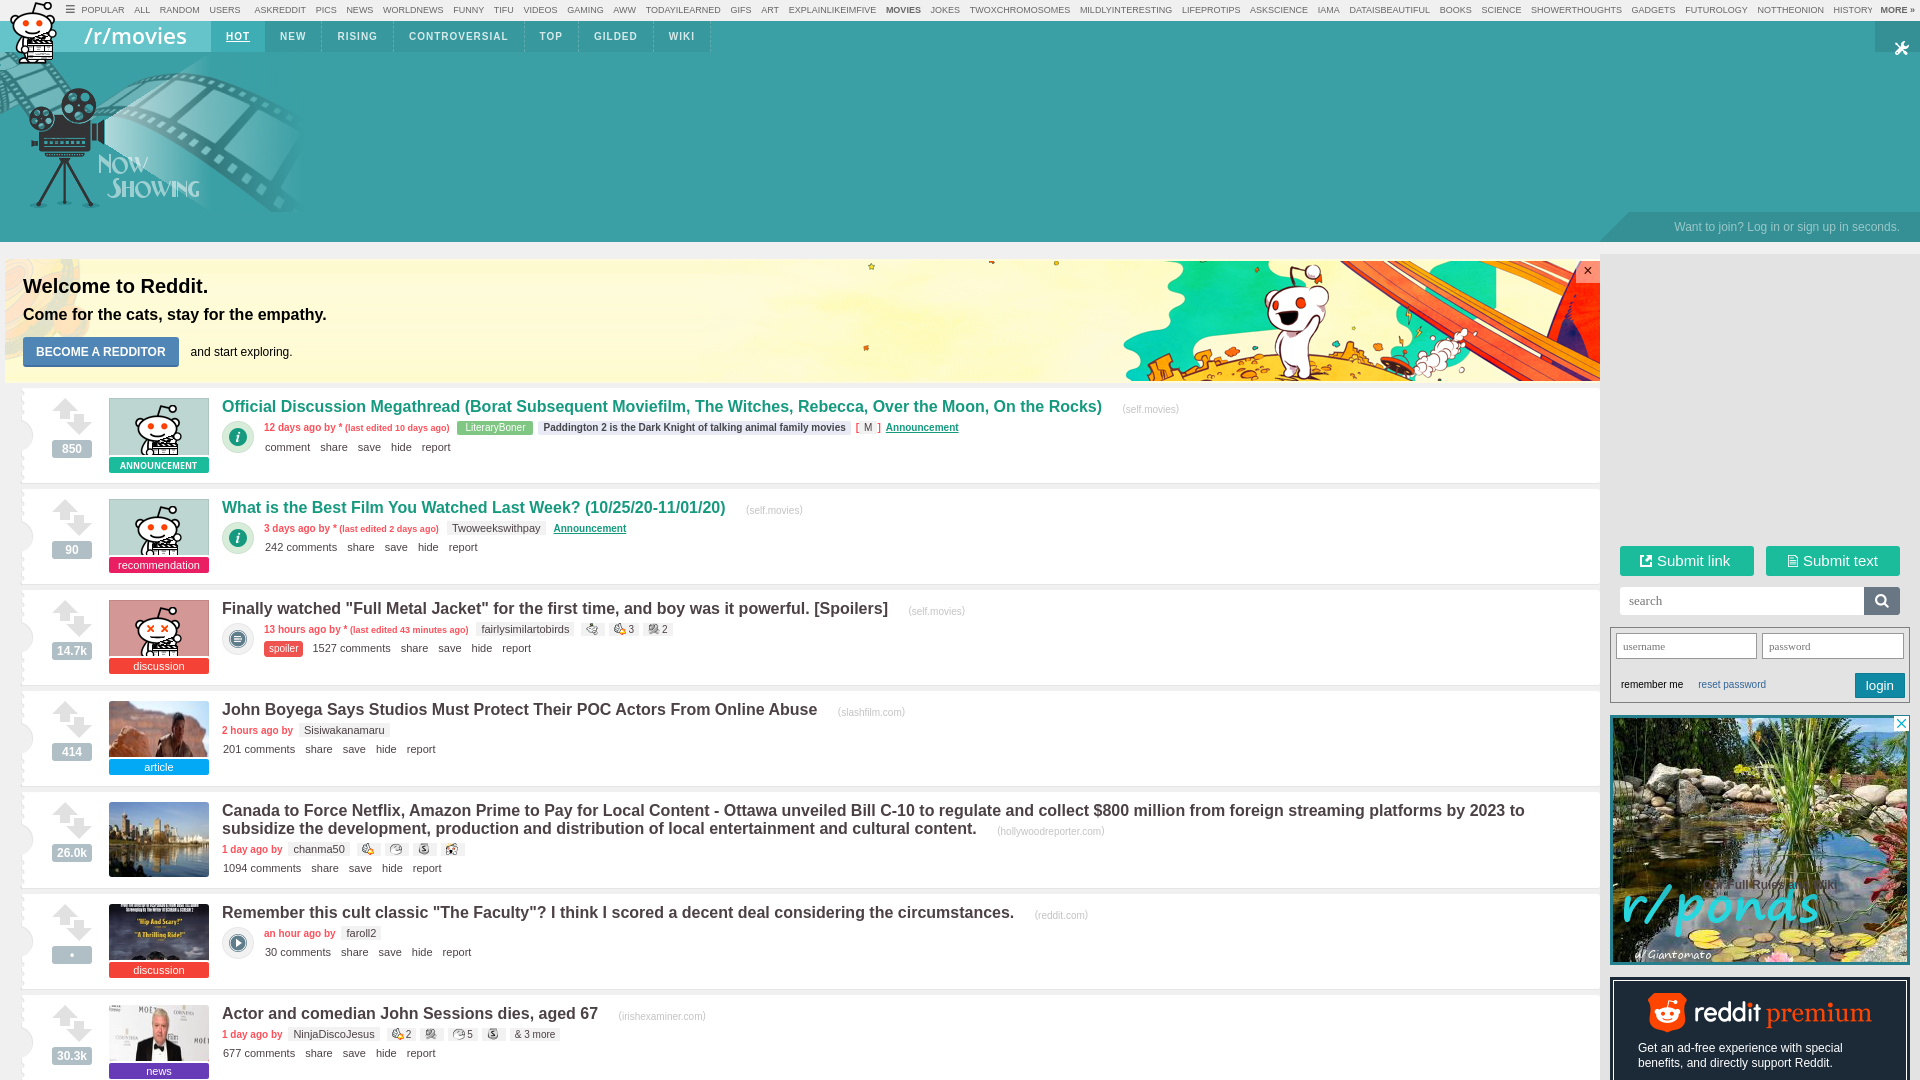 POPULAR ALL RANDOM USERS ASKREDDIT PICS NEWS WORLDNEWS FUNNY TIFU VIDEOS GAMING AWW TODAYILEARNED GIFS ART EXPLAINLIKEIMFIVE MOVIES JOKES TWOXCHROMOSOMES MILDLYINTERESTING LIFEPROTIPS ASKSCIENCE IAMA DATAISBEAUTIFUL BOOKS SCIENCE SHOWERTHOUGHTS GADGETS FUTUROLOGY NOTTHEONION HISTORY MORE »
/r/movies HOT NEW RISING CONTROVERSIAL TOP GILDED WIKI
NOW
SHOWING
Want to join? Log in or sign up in seconds.
Welcome to Reddit.
Come for the cats, stay for the empathy.
BECOME A REDDITOR and start exploring.
×
850
ANNOUNCEMENT
Official Discussion Megathread (Borat Subsequent Moviefilm, The Witches, Rebecca, Over the Moon, On the Rocks) (self.movies)
12 days ago by * (last edited 10 days ago) LiteraryBoner Paddington 2 is the Dark Knight of talking animal family movies [ M ] Announcement
comment share save hide report
90
recommendation
What is the Best Film You Watched Last Week? (10/25/20-11/01/20) (self.movies)
3 days ago by * (last edited 2 days ago) Twoweekswithpay Announcement
242 comments share save hide report
14.7k
discussion
Finally watched "Full Metal Jacket" for the first time, and boy was it powerful. [Spoilers] (self.movies)
13 hours ago by * (last edited 43 minutes ago) fairlysimilartobirds 3 2
spoiler 1527 comments share save hide report
414
article
John Boyega Says Studios Must Protect Their POC Actors From Online Abuse (slashfilm.com)
2 hours ago by Sisiwakanamaru
201 comments share save hide report
26.0k
Canada to Force Netflix, Amazon Prime to Pay for Local Content - Ottawa unveiled Bill C-10 to regulate and collect $800 million from foreign streaming platforms by 2023 to
subsidize the development, production and distribution of local entertainment and cultural content. (hollywoodreporter.com)
1 day ago by chanma50
1094 comments share save hide report
•
"Hip And Scary!"
"A Thrilling Ride!"
discussion
Remember this cult classic "The Faculty"? I think I scored a decent deal considering the circumstances. (reddit.com)
an hour ago by faroll2
30 comments share save hide report
30.3k
news
Actor and comedian John Sessions dies, aged 67 (irishexaminer.com)
1 day ago by NinjaDiscoJesus 2 5 & 3 more
677 comments share save hide report
Submit link Submit text
search
username password
remember me reset password login
r/ponds
u/Giantomato
reddit premium
Get an ad-free experience with special
benefits, and directly support Reddit.